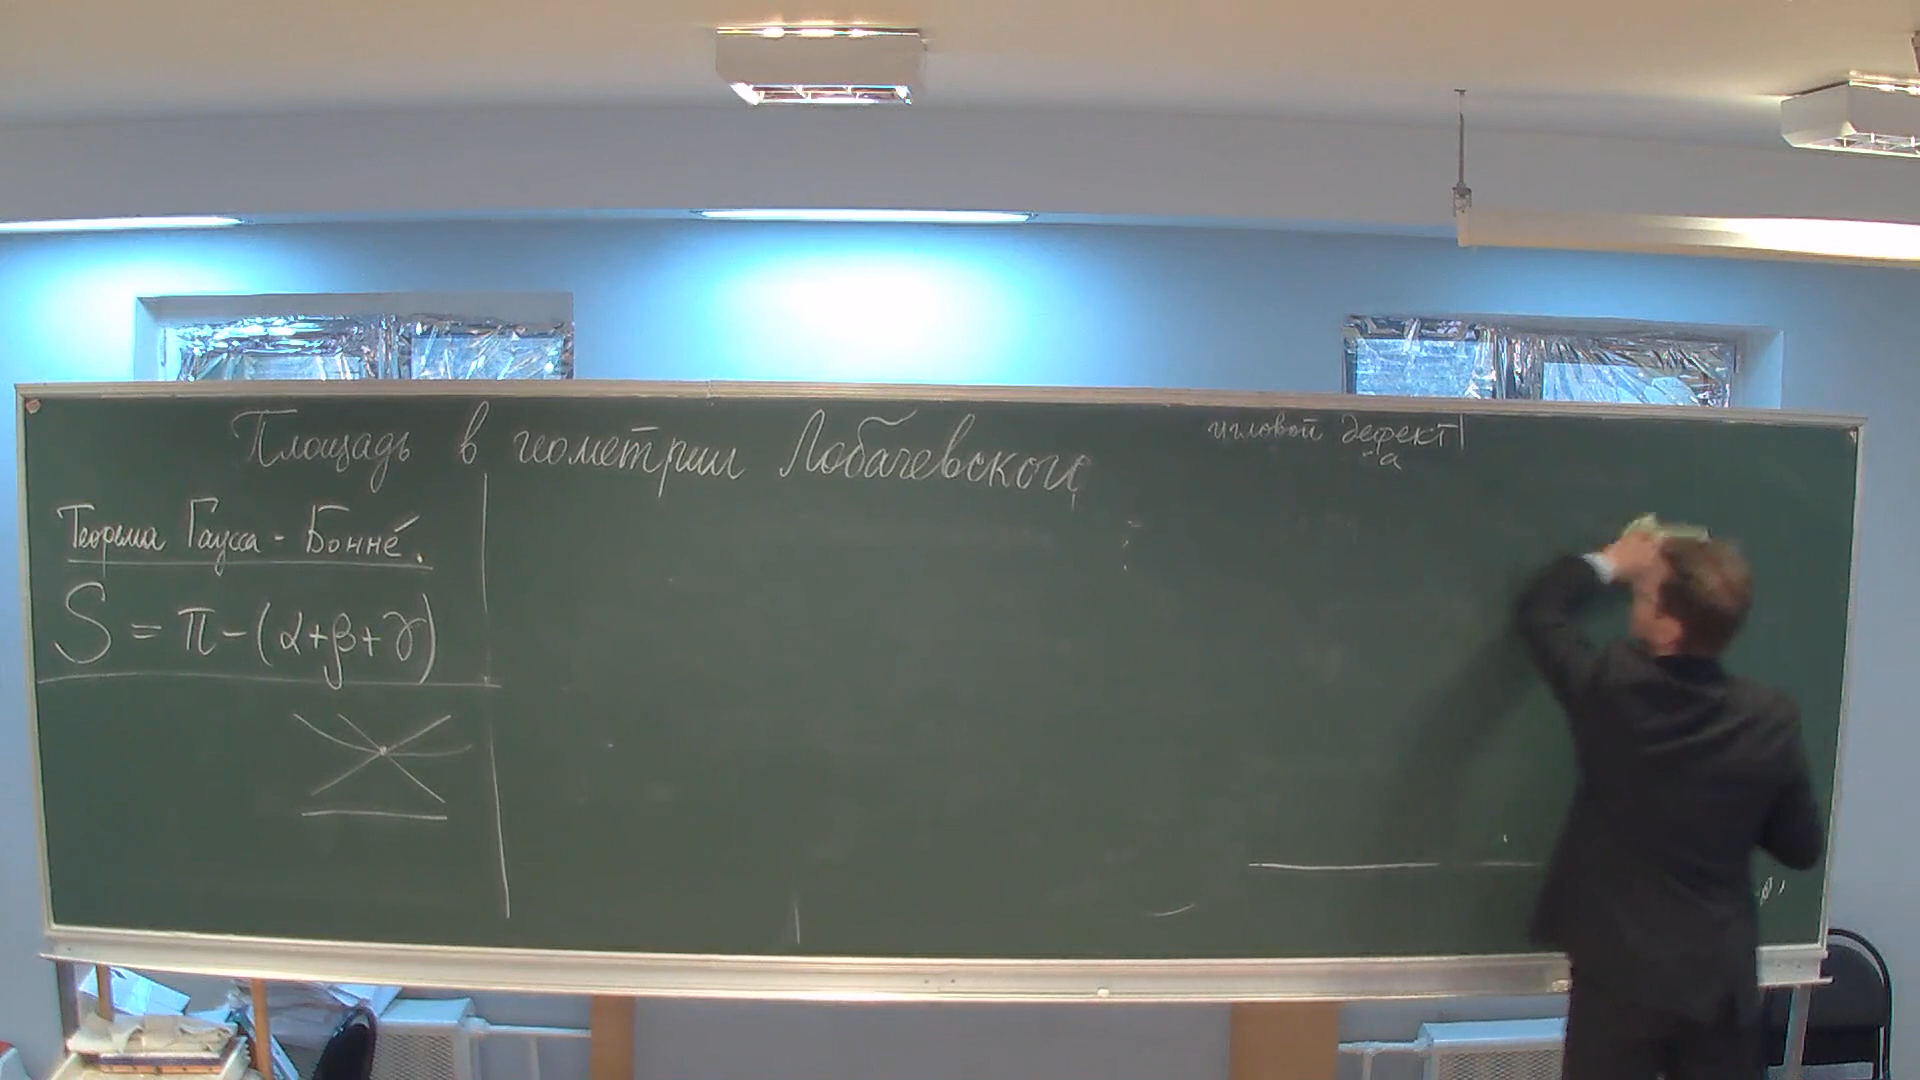 Площадь в геометрии Лобачевского
угловой дефект
Теорема Гаусса - Бонне́.
S = π - (α+β+γ)